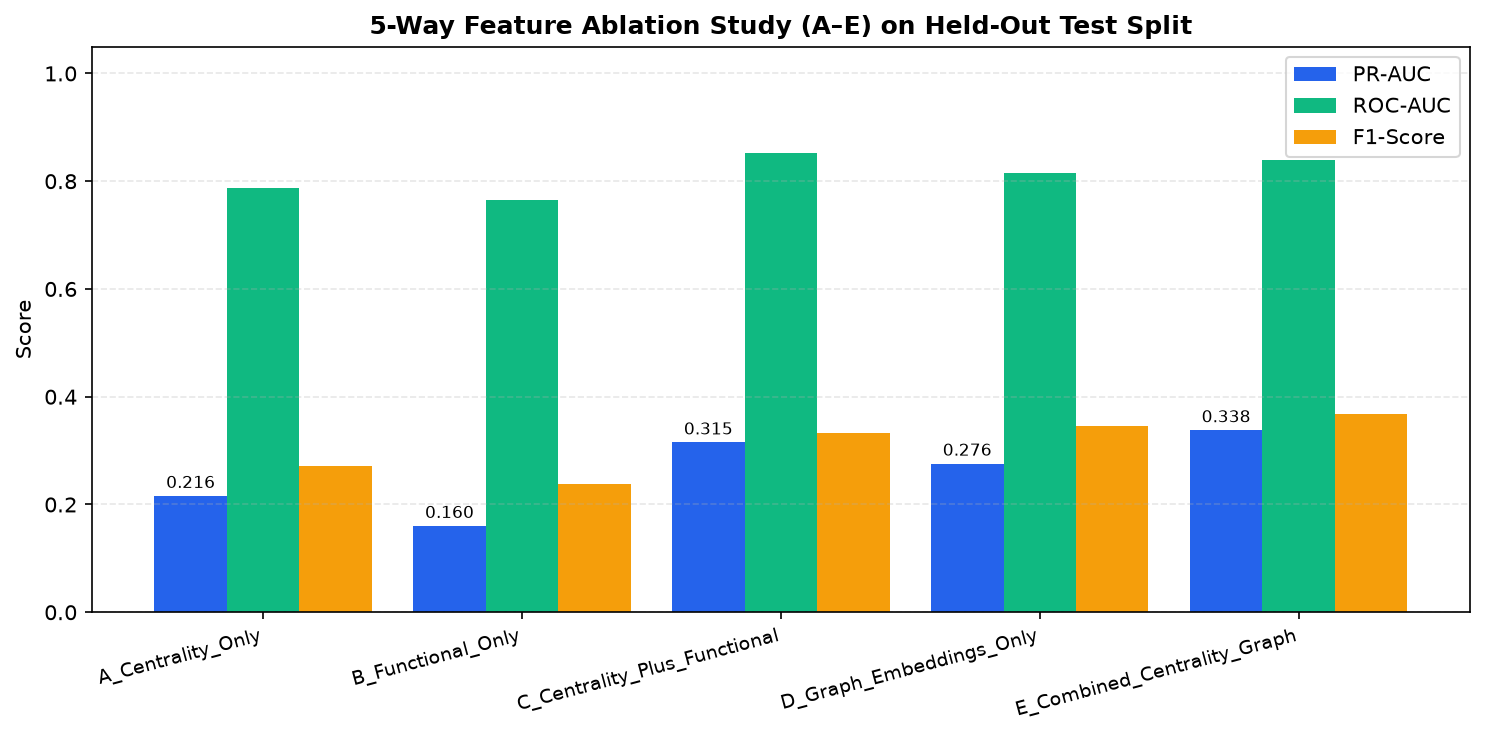 5-Way Feature Ablation Study (A–E) on Held-Out Test Split
PR-AUC
ROC-AUC
F1-Score
Score
1.0
0.8
0.6
0.4
0.2
0.0
0.216
0.160
0.315
0.276
0.338
A_Centrality_Only
B_Functional_Only
C_Centrality_Plus_Functional
D_Graph_Embeddings_Only
E_Combined_Centrality_Graph